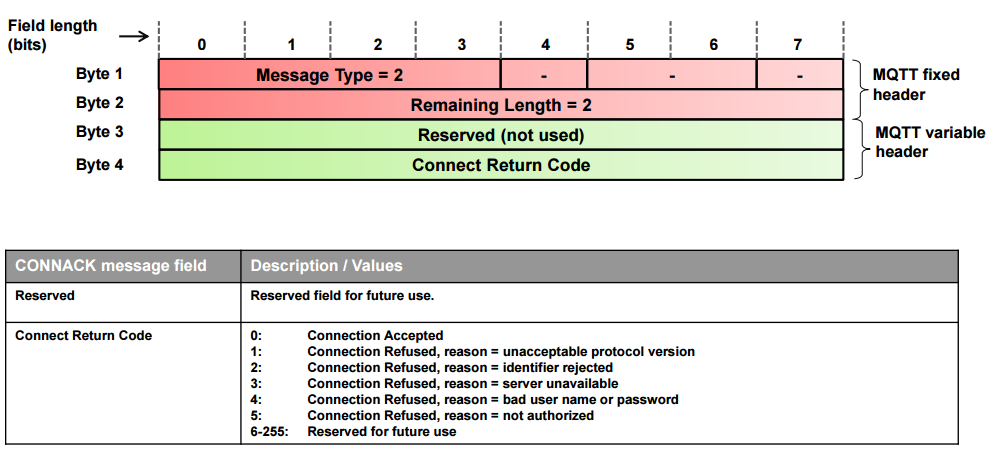 Field length
(bits)
0 1 2 3 4 5 6 7
Byte 1 Message Type = 2 - - - MQTT fixed
header
Byte 2 Remaining Length = 2
Byte 3 Reserved (not used) MQTT variable
header
Byte 4 Connect Return Code
CONNACK message field Description / Values
Reserved Reserved field for future use.
Connect Return Code 0: Connection Accepted
1: Connection Refused, reason = unacceptable protocol version
2: Connection Refused, reason = identifier rejected
3: Connection Refused, reason = server unavailable
4: Connection Refused, reason = bad user name or password
5: Connection Refused, reason = not authorized
6-255: Reserved for future use